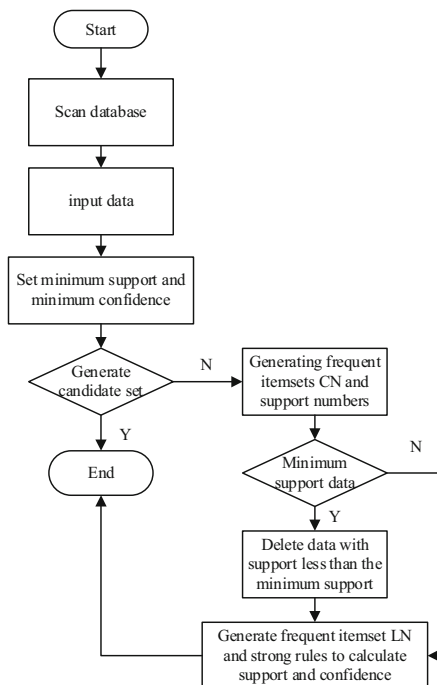 Start
Scan database
input data
Set minimum support and
minimum confidence
Generate
candidate set
N
Generating frequent
itemsets CN and
support numbers
Y
End
Minimum
support data
N
Y
Delete data with
support less than the
minimum support
Generate frequent itemset LN
and strong rules to calculate
support and confidence